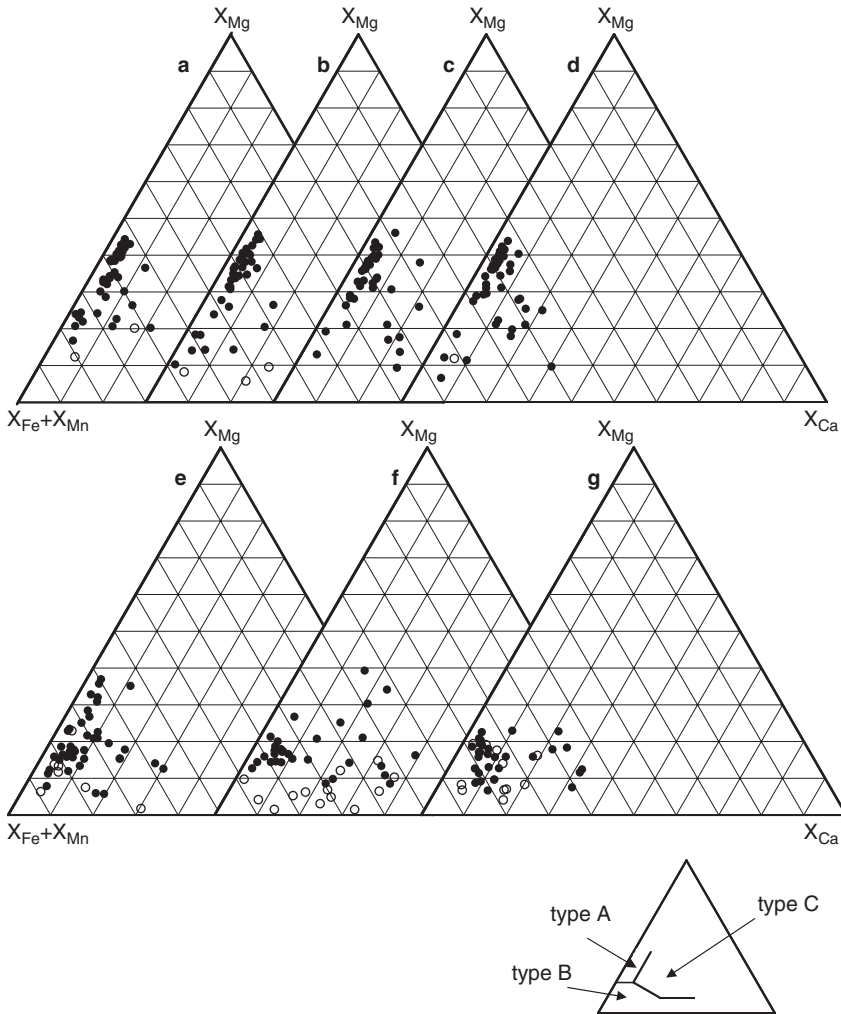 X_Mg X_Mg X_Mg X_Mg
a b c d
X_Fe+X_Mn X_Ca
X_Mg X_Mg X_Mg
e f g
X_Fe+X_Mn X_Ca
type A
type C
type B